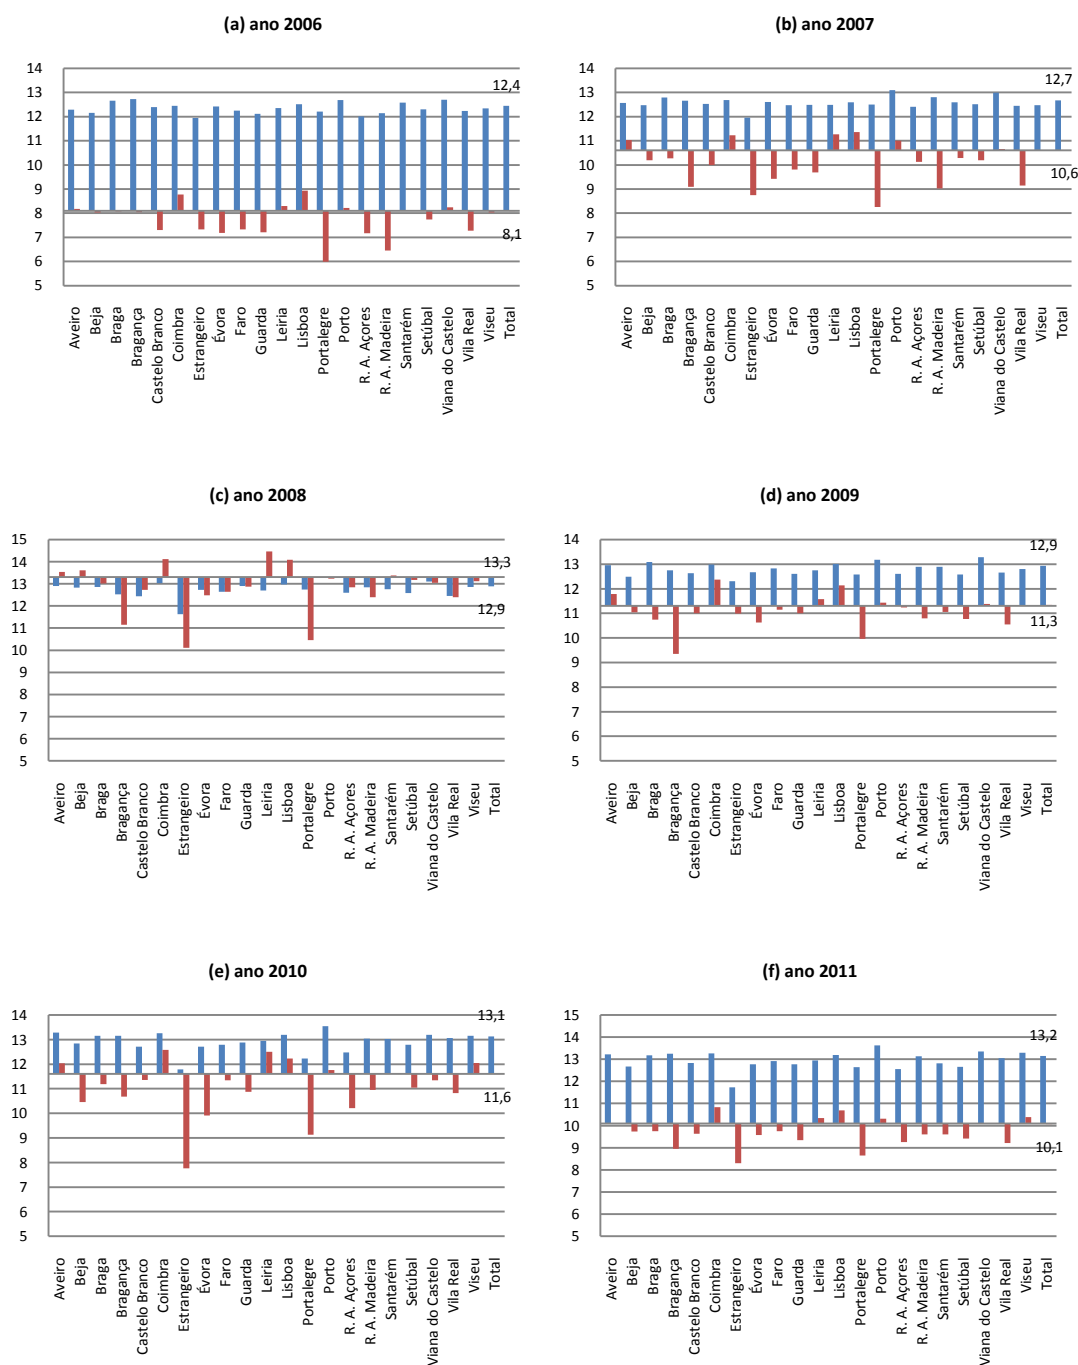 (a) ano 2006
14
13
12
11
10
9
8
7
6
5
12,4
8,1
Aveiro
Beja
Braga
Bragança
Castelo Branco
Coimbra
Estrangeiro
Évora
Faro
Guarda
Leiria
Lisboa
Portalegre
Porto
R. A. Açores
R. A. Madeira
Santarém
Setúbal
Viana do Castelo
Vila Real
Viseu
Total
(b) ano 2007
14
13
12
11
10
9
8
7
6
5
12,7
10,6
Aveiro
Beja
Braga
Bragança
Castelo Branco
Coimbra
Estrangeiro
Évora
Faro
Guarda
Leiria
Lisboa
Portalegre
Porto
R. A. Açores
R. A. Madeira
Santarém
Setúbal
Viana do Castelo
Vila Real
Viseu
Total
(c) ano 2008
15
14
13
12
11
10
9
8
7
6
5
13,3
12,9
Aveiro
Beja
Braga
Bragança
Castelo Branco
Coimbra
Estrangeiro
Évora
Faro
Guarda
Leiria
Lisboa
Portalegre
Porto
R. A. Açores
R. A. Madeira
Santarém
Setúbal
Viana do Castelo
Vila Real
Viseu
Total
(d) ano 2009
14
13
12
11
10
9
8
7
6
5
12,9
11,3
Aveiro
Beja
Braga
Bragança
Castelo Branco
Coimbra
Estrangeiro
Évora
Faro
Guarda
Leiria
Lisboa
Portalegre
Porto
R. A. Açores
R. A. Madeira
Santarém
Setúbal
Viana do Castelo
Vila Real
Viseu
Total
(e) ano 2010
14
13
12
11
10
9
8
7
6
5
13,1
11,6
Aveiro
Beja
Braga
Bragança
Castelo Branco
Coimbra
Estrangeiro
Évora
Faro
Guarda
Leiria
Lisboa
Portalegre
Porto
R. A. Açores
R. A. Madeira
Santarém
Setúbal
Viana do Castelo
Vila Real
Viseu
Total
(f) ano 2011
15
14
13
12
11
10
9
8
7
6
5
13,2
10,1
Aveiro
Beja
Braga
Bragança
Castelo Branco
Coimbra
Estrangeiro
Évora
Faro
Guarda
Leiria
Lisboa
Portalegre
Porto
R. A. Açores
R. A. Madeira
Santarém
Setúbal
Viana do Castelo
Vila Real
Viseu
Total